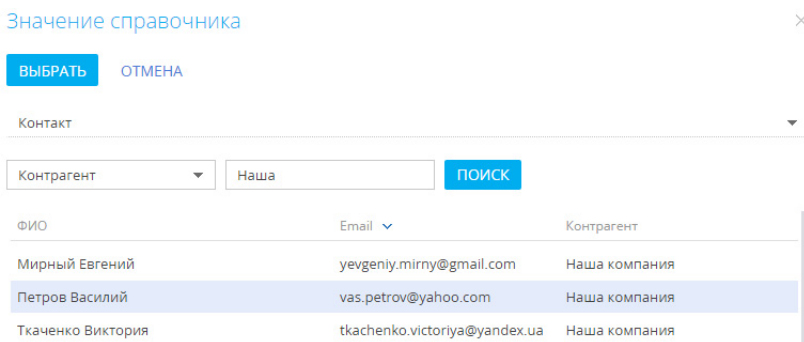 Значение справочника
ВЫБРАТЬ ОТМЕНА
Контакт
Контрагент Наша ПОИСК
ФИО Email Контрагент
Мирный Евгений yevgeniy.mirny@gmail.com Наша компания
Петров Василий vas.petrov@yahoo.com Наша компания
Ткаченко Виктория tkachenko.victoriya@yandex.ua Наша компания